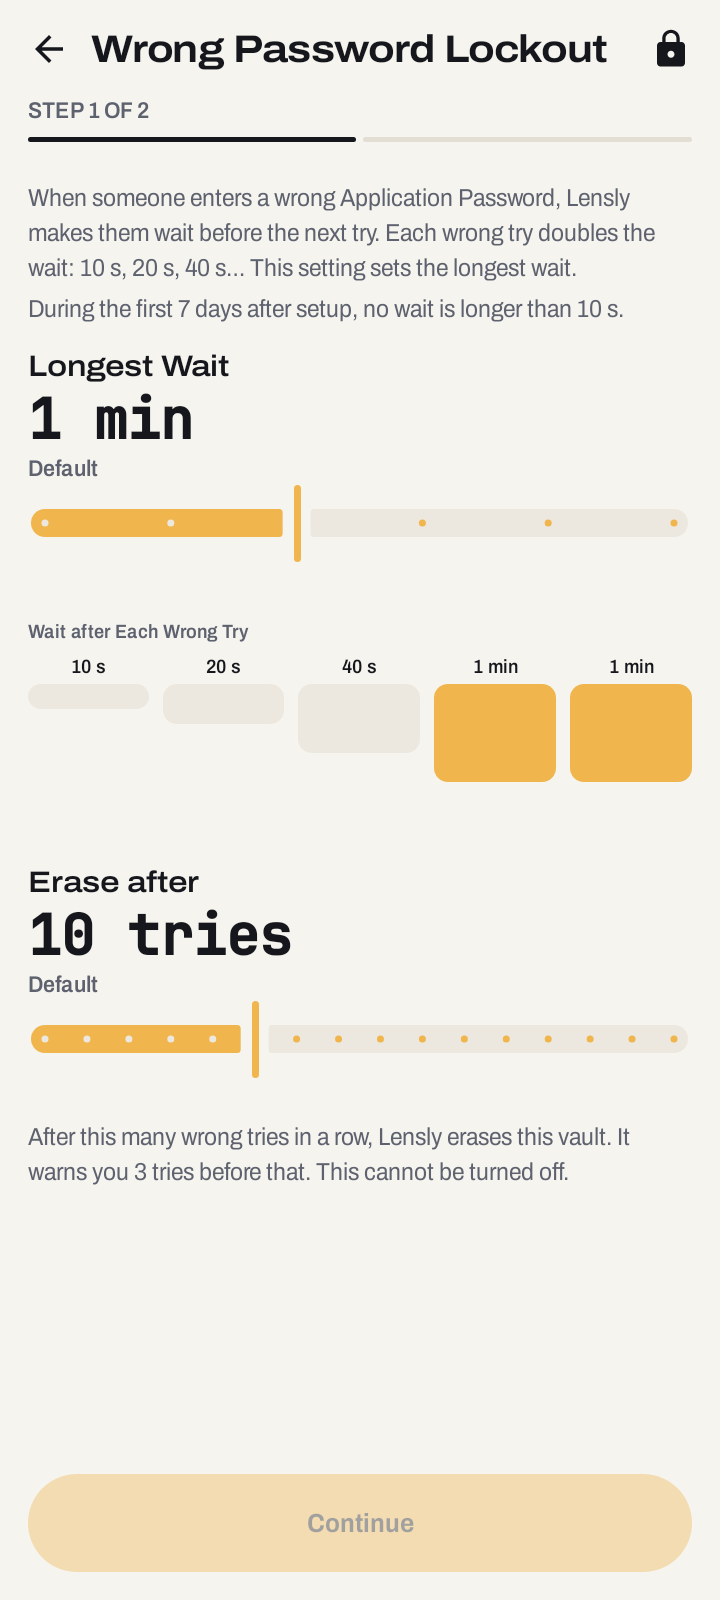 Wrong Password Lockout
STEP 1 OF 2
When someone enters a wrong Application Password, Lensly
makes them wait before the next try. Each wrong try doubles the
wait: 10 s, 20 s, 40 s... This setting sets the longest wait.
During the first 7 days after setup, no wait is longer than 10 s.
Longest Wait
1 min
Default
Wait after Each Wrong Try
10 s 20 s 40 s 1 min 1 min
Erase after
10 tries
Default
After this many wrong tries in a row, Lensly erases this vault. It
warns you 3 tries before that. This cannot be turned off.
Continue